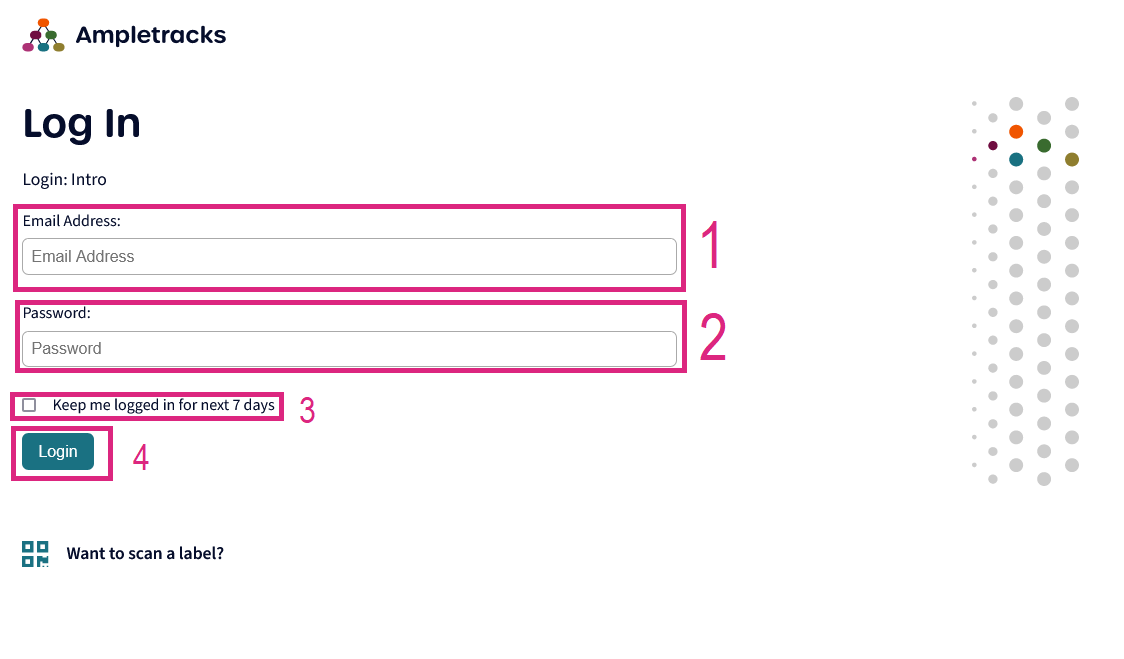 Ampletracks
Log In
Login: Intro
Email Address:
Email Address
1
Password:
Password
2
Keep me logged in for next 7 days
3
Login
4
Want to scan a label?